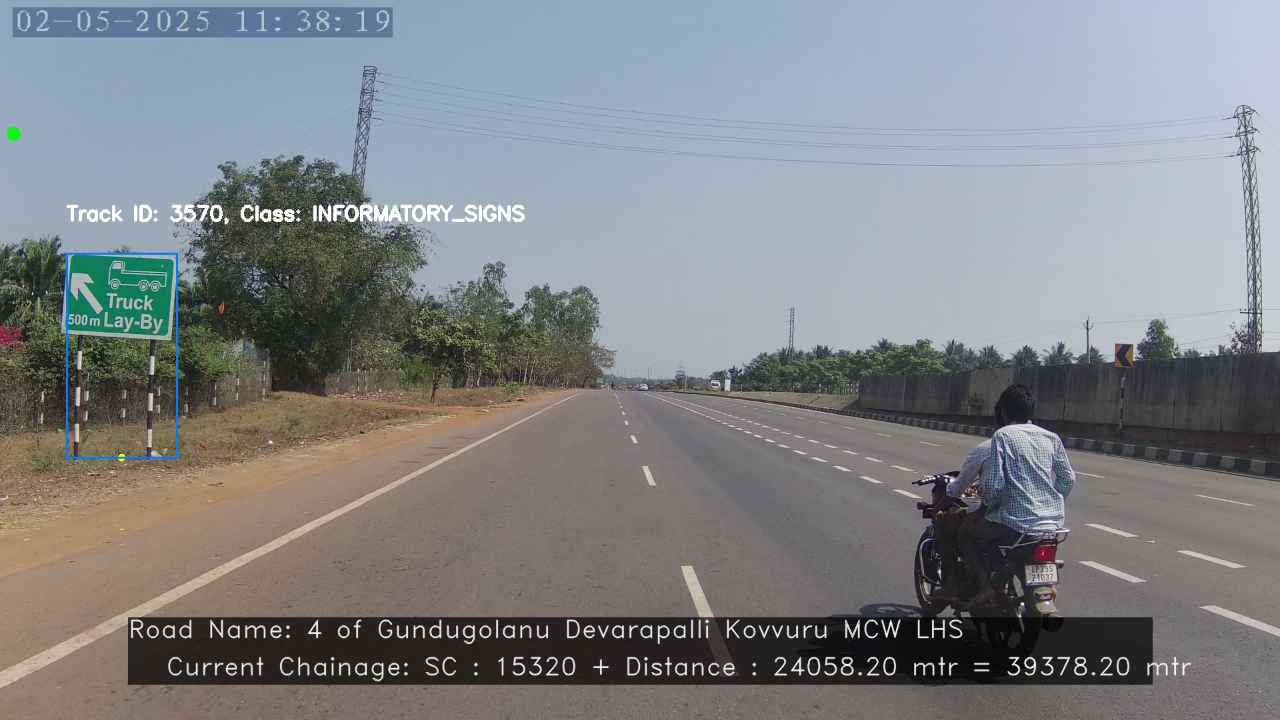 02-05-2025 11:38:19
Track ID: 3570, Class: INFORMATORY_SIGNS
Truck
500 m Lay-By
Road Name: 4 of Gundugolanu Devarapalli Kovvuru MCW LHS
Current Chainage: SC : 15320 + Distance : 24058.20 mtr = 39378.20 mtr